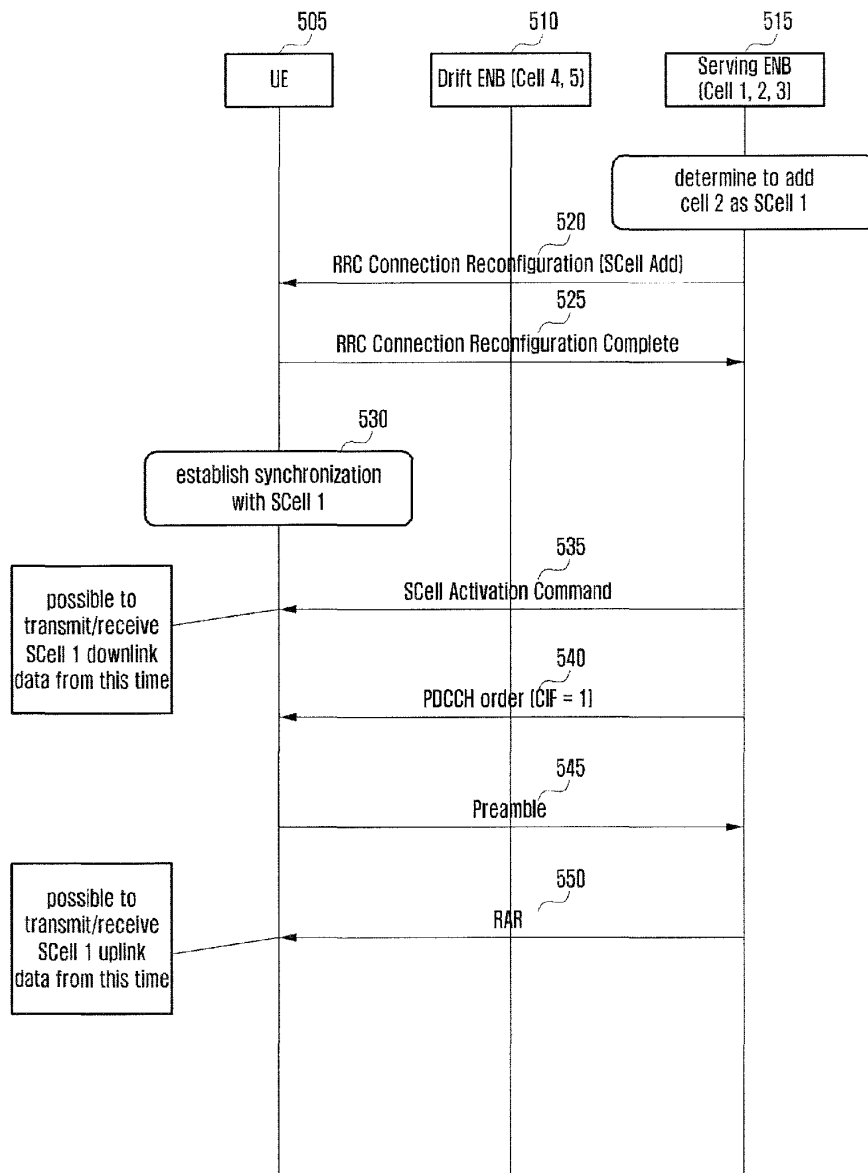 505
510
515
UE
Drift ENB (Cell 4, 5)
Serving ENB
(Cell 1, 2, 3)
determine to add
cell 2 as SCell 1
520
RRC Connection Reconfiguration (SCell Add)
525
RRC Connection Reconfiguration Complete
530
establish synchronization
with SCell 1
535
SCell Activation Command
possible to
transmit/receive
SCell 1 downlink
data from this time
540
PDCCH order (CIF = 1)
545
Preamble
550
RAR
possible to
transmit/receive
SCell 1 uplink
data from this time